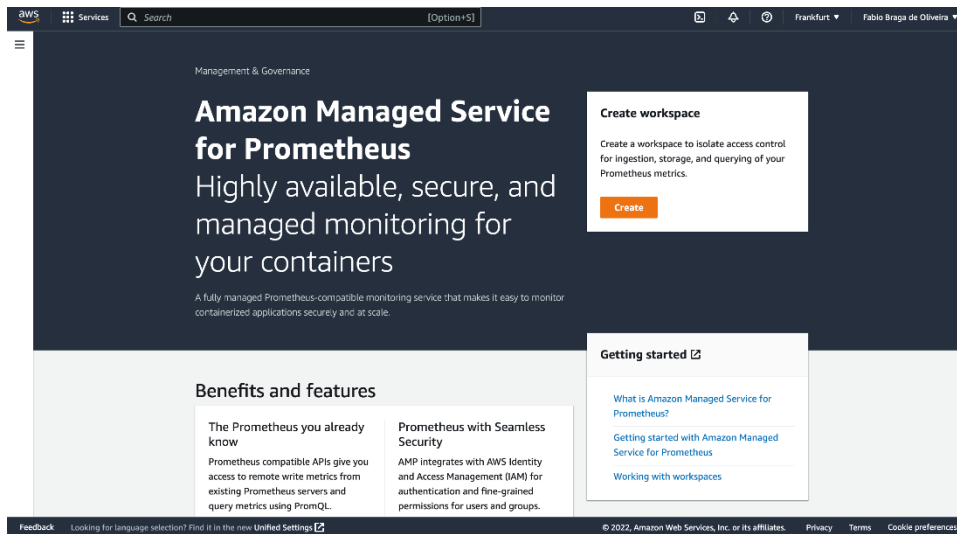 aws
Services
Search
[Option+S]
Frankfurt ▼
Fabio Braga de Oliveira ▼
Management & Governance
Amazon Managed Service
for Prometheus
Highly available, secure, and
managed monitoring for
your containers
A fully managed Prometheus-compatible monitoring service that makes it easy to monitor
containerized applications securely and at scale.
Create workspace
Create a workspace to isolate access control
for ingestion, storage, and querying of your
Prometheus metrics.
Create
Getting started
What is Amazon Managed Service for
Prometheus?
Getting started with Amazon Managed
Service for Prometheus
Working with workspaces
Benefits and features
The Prometheus you already
know
Prometheus compatible APIs give you
access to remote write metrics from
existing Prometheus servers and
query metrics using PromQL.
Prometheus with Seamless
Security
AMP integrates with AWS Identity
and Access Management (IAM) for
authentication and fine-grained
permissions for users and groups.
Feedback
Looking for language selection? Find it in the new Unified Settings
© 2022, Amazon Web Services, Inc. or its affiliates.
Privacy
Terms
Cookie preferences